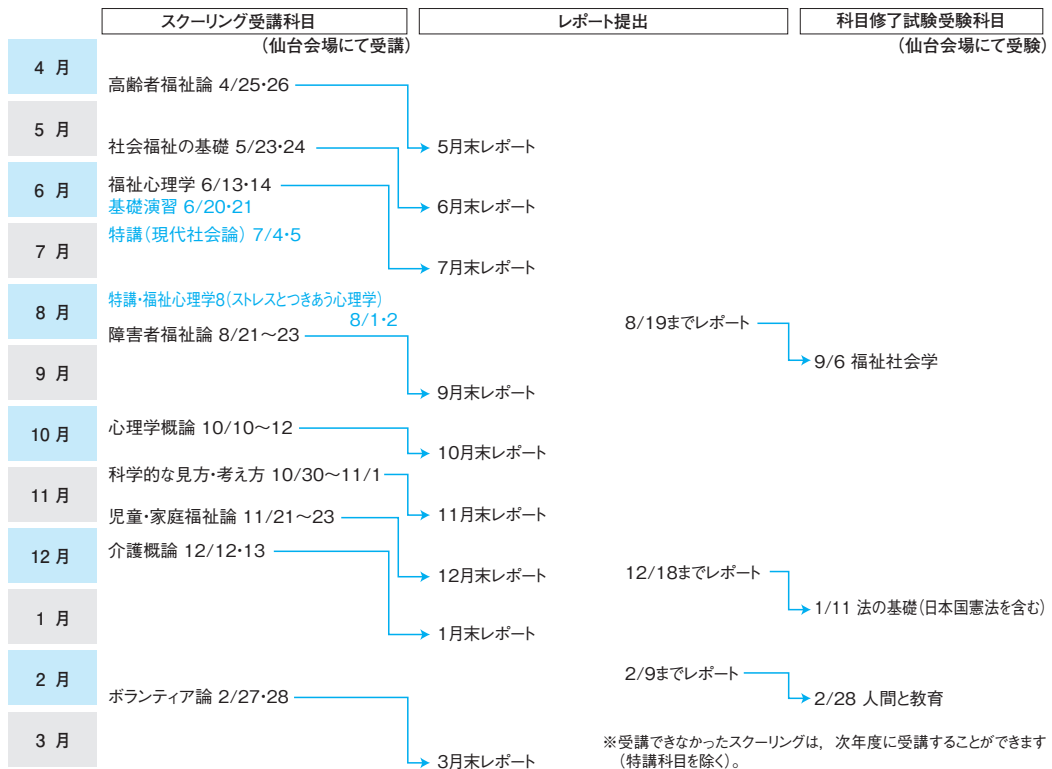 スクーリング受講科目 レポート提出 科目修了試験受験科目
(仙台会場にて受講) (仙台会場にて受験)
4 月
高齢者福祉論 4/25・26
5 月
社会福祉の基礎 5/23・24 5月末レポート
6 月
福祉心理学 6/13・14
基礎演習 6/20・21 6月末レポート
特講(現代社会論) 7/4・5
7 月
7月末レポート
特講・福祉心理学8(ストレスとつきあう心理学)
8 月
8/1・2 8/19までレポート
障害者福祉論 8/21〜23
9 月 9/6 福祉社会学
9月末レポート
10 月
心理学概論 10/10〜12
10月末レポート
科学的な見方・考え方 10/30〜11/1
11 月
児童・家庭福祉論 11/21〜23 11月末レポート
12 月
介護概論 12/12・13
12月末レポート 12/18までレポート
1 月 1/11 法の基礎(日本国憲法を含む)
1月末レポート
2 月 2/9までレポート
ボランティア論 2/27・28 2/28 人間と教育
3 月
※受講できなかったスクーリングは，次年度に受講することができます
(特講科目を除く)。
3月末レポート